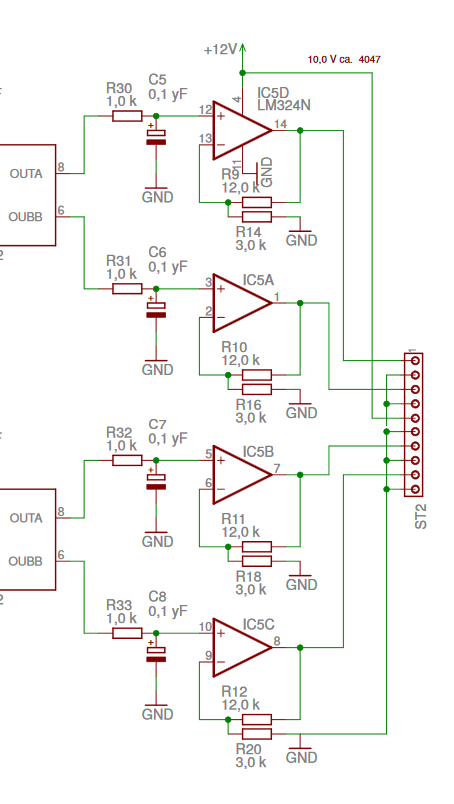 +12V
10,0 V ca. 4047
R30
1,0 k
C5
0,1 yF
IC5D
LM324N
4
12
13
14
11
GND
OUTA
8
OUBB
6
GND
R9
12,0 k
R14
3,0 k
GND
R31
1,0 k
C6
0,1 yF
IC5A
3
2
1
GND
R10
12,0 k
R16
3,0 k
GND
1
ST2
R32
1,0 k
C7
0,1 yF
IC5B
5
6
7
OUTA
8
OUBB
6
GND
R11
12,0 k
R18
3,0 k
GND
R33
1,0 k
C8
0,1 yF
IC5C
10
9
8
GND
R12
12,0 k
R20
3,0 k
GND